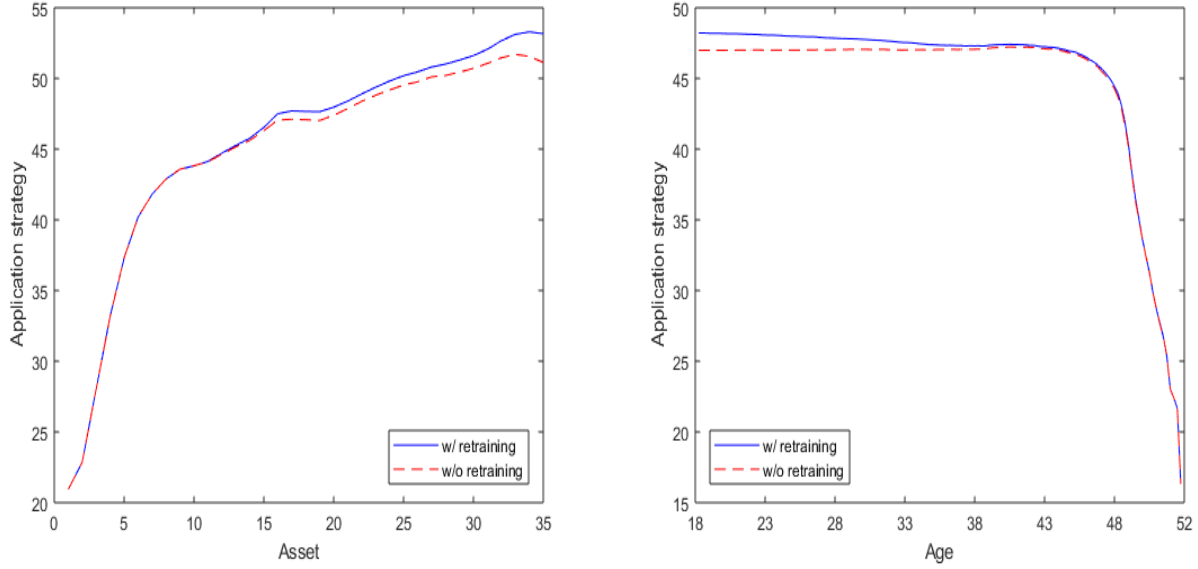 55
50
45
40
35
30
25
20
0 5 10 15 20 25 30 35
Application strategy
Asset
w/ retraining
w/o retraining
50
45
40
35
30
25
20
15
18 23 28 33 38 43 48 52
Application strategy
Age
w/ retraining
w/o retraining